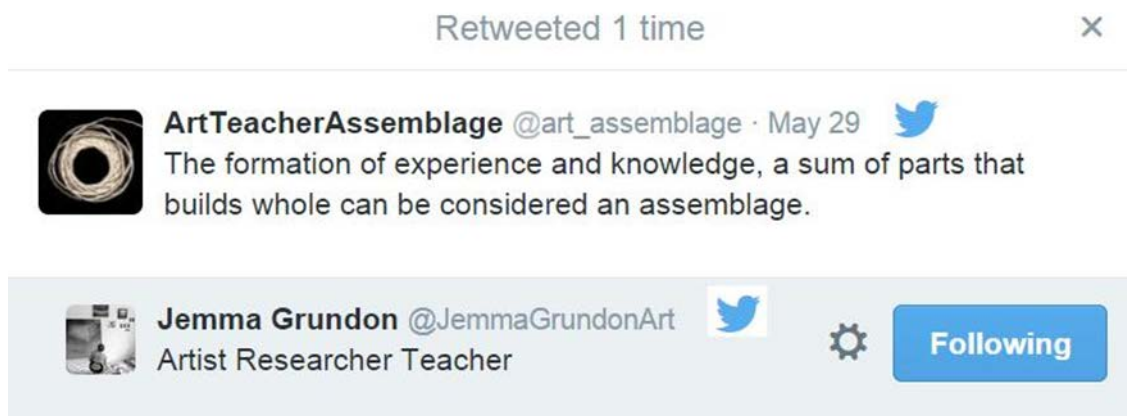 Retweeted 1 time ×
ArtTeacherAssemblage @art_assemblage · May 29
The formation of experience and knowledge, a sum of parts that
builds whole can be considered an assemblage.
Jemma Grundon @JemmaGrundonArt
Artist Researcher Teacher
Following